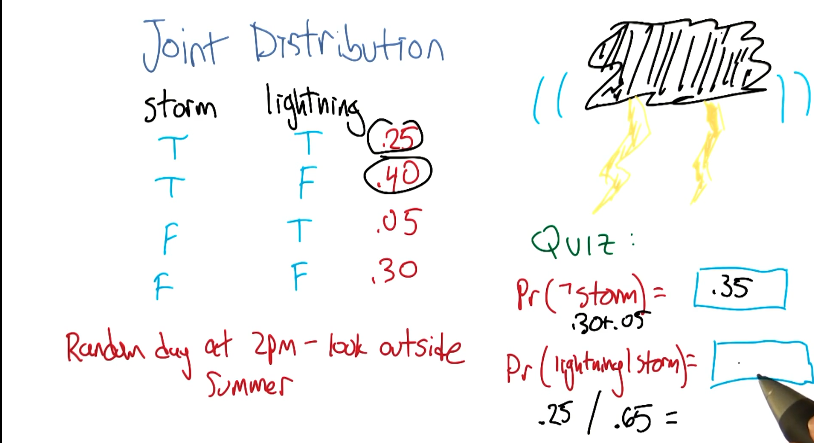 Joint Distribution
storm lightning
T T .25
T F .40
F T .05
F F .30
Random day at 2pm - look outside
summer
QUIZ:
Pr(¬storm)= .35
.30+.05
Pr(lightning|storm)=
.25 / .65 =